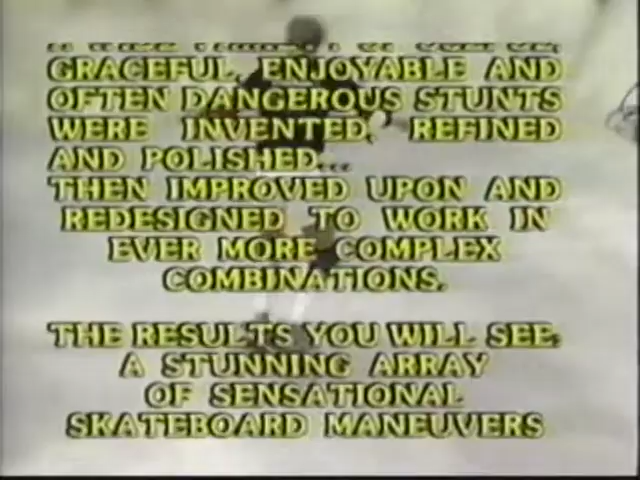 GRACEFUL, ENJOYABLE AND
OFTEN DANGEROUS STUNTS
WERE INVENTED, REFINED
AND POLISHED...
THEN IMPROVED UPON AND
REDESIGNED TO WORK IN
EVER MORE COMPLEX
COMBINATIONS.
THE RESULTS YOU WILL SEE,
A STUNNING ARRAY
OF SENSATIONAL
SKATEBOARD MANEUVERS